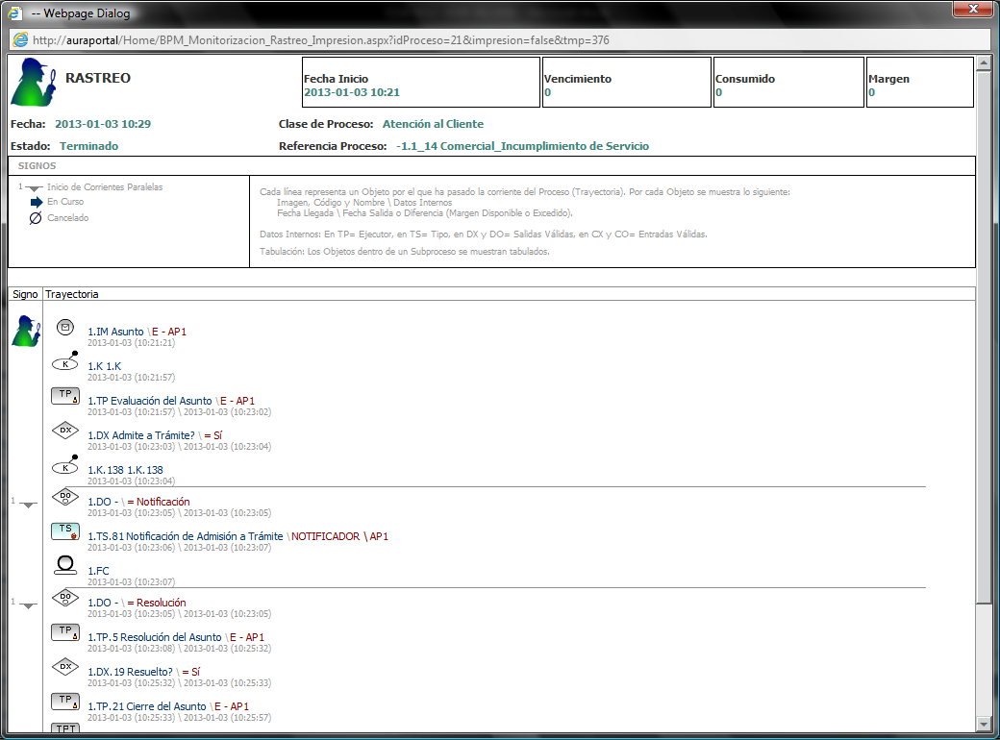 -- Webpage Dialog
http://auraportal/Home/BPM_Monitorizacion_Rastreo_Impresion.aspx?idProceso=21&impresion=false&tmp=376
RASTREO
Fecha Inicio
2013-01-03 10:21
Vencimiento
0
Consumido
0
Margen
0
Fecha: 2013-01-03 10:29
Clase de Proceso: Atención al Cliente
Estado: Terminado
Referencia Proceso: -1.1_14 Comercial_Incumplimiento de Servicio
SIGNOS
1 Inicio de Corrientes Paralelas
En Curso
Cancelado
Cada línea representa un Objeto por el que ha pasado la corriente del Proceso (Trayectoria). Por cada Objeto se muestra lo siguiente:
Imagen, Código y Nombre \ Datos Internos
Fecha Llegada \ Fecha Salida o Diferencia (Margen Disponible o Excedido).
Datos Internos: En TP= Ejecutor, en TS= Tipo, en DX y DO= Salidas Válidas, en CX y CO= Entradas Válidas.
Tabulación: Los Objetos dentro de un Subproceso se muestran tabulados.
Signo Trayectoria
1.IM Asunto \E - AP1
2013-01-03 (10:21:21)
K
1.K 1.K
2013-01-03 (10:21:57)
TP
1.TP Evaluación del Asunto \E - AP1
2013-01-03 (10:21:57) \ 2013-01-03 (10:23:02)
DX
1.DX Admite a Trámite? \ = Sí
2013-01-03 (10:23:03) \ 2013-01-03 (10:23:04)
K
1.K.138 1.K.138
2013-01-03 (10:23:04)
1
DO
1.DO - \ = Notificación
2013-01-03 (10:23:05) \ 2013-01-03 (10:23:05)
TS
1.TS.81 Notificación de Admisión a Trámite \NOTIFICADOR \ AP1
2013-01-03 (10:23:06) \ 2013-01-03 (10:23:07)
1.FC
2013-01-03 (10:23:07)
1
DO
1.DO - \ = Resolución
2013-01-03 (10:23:05) \ 2013-01-03 (10:23:05)
TP
1.TP.5 Resolución del Asunto \E - AP1
2013-01-03 (10:23:08) \ 2013-01-03 (10:25:32)
DX
1.DX.19 Resuelto? \ = Sí
2013-01-03 (10:25:32) \ 2013-01-03 (10:25:33)
TP
1.TP.21 Cierre del Asunto \E - AP1
2013-01-03 (10:25:33) \ 2013-01-03 (10:25:57)
TPT